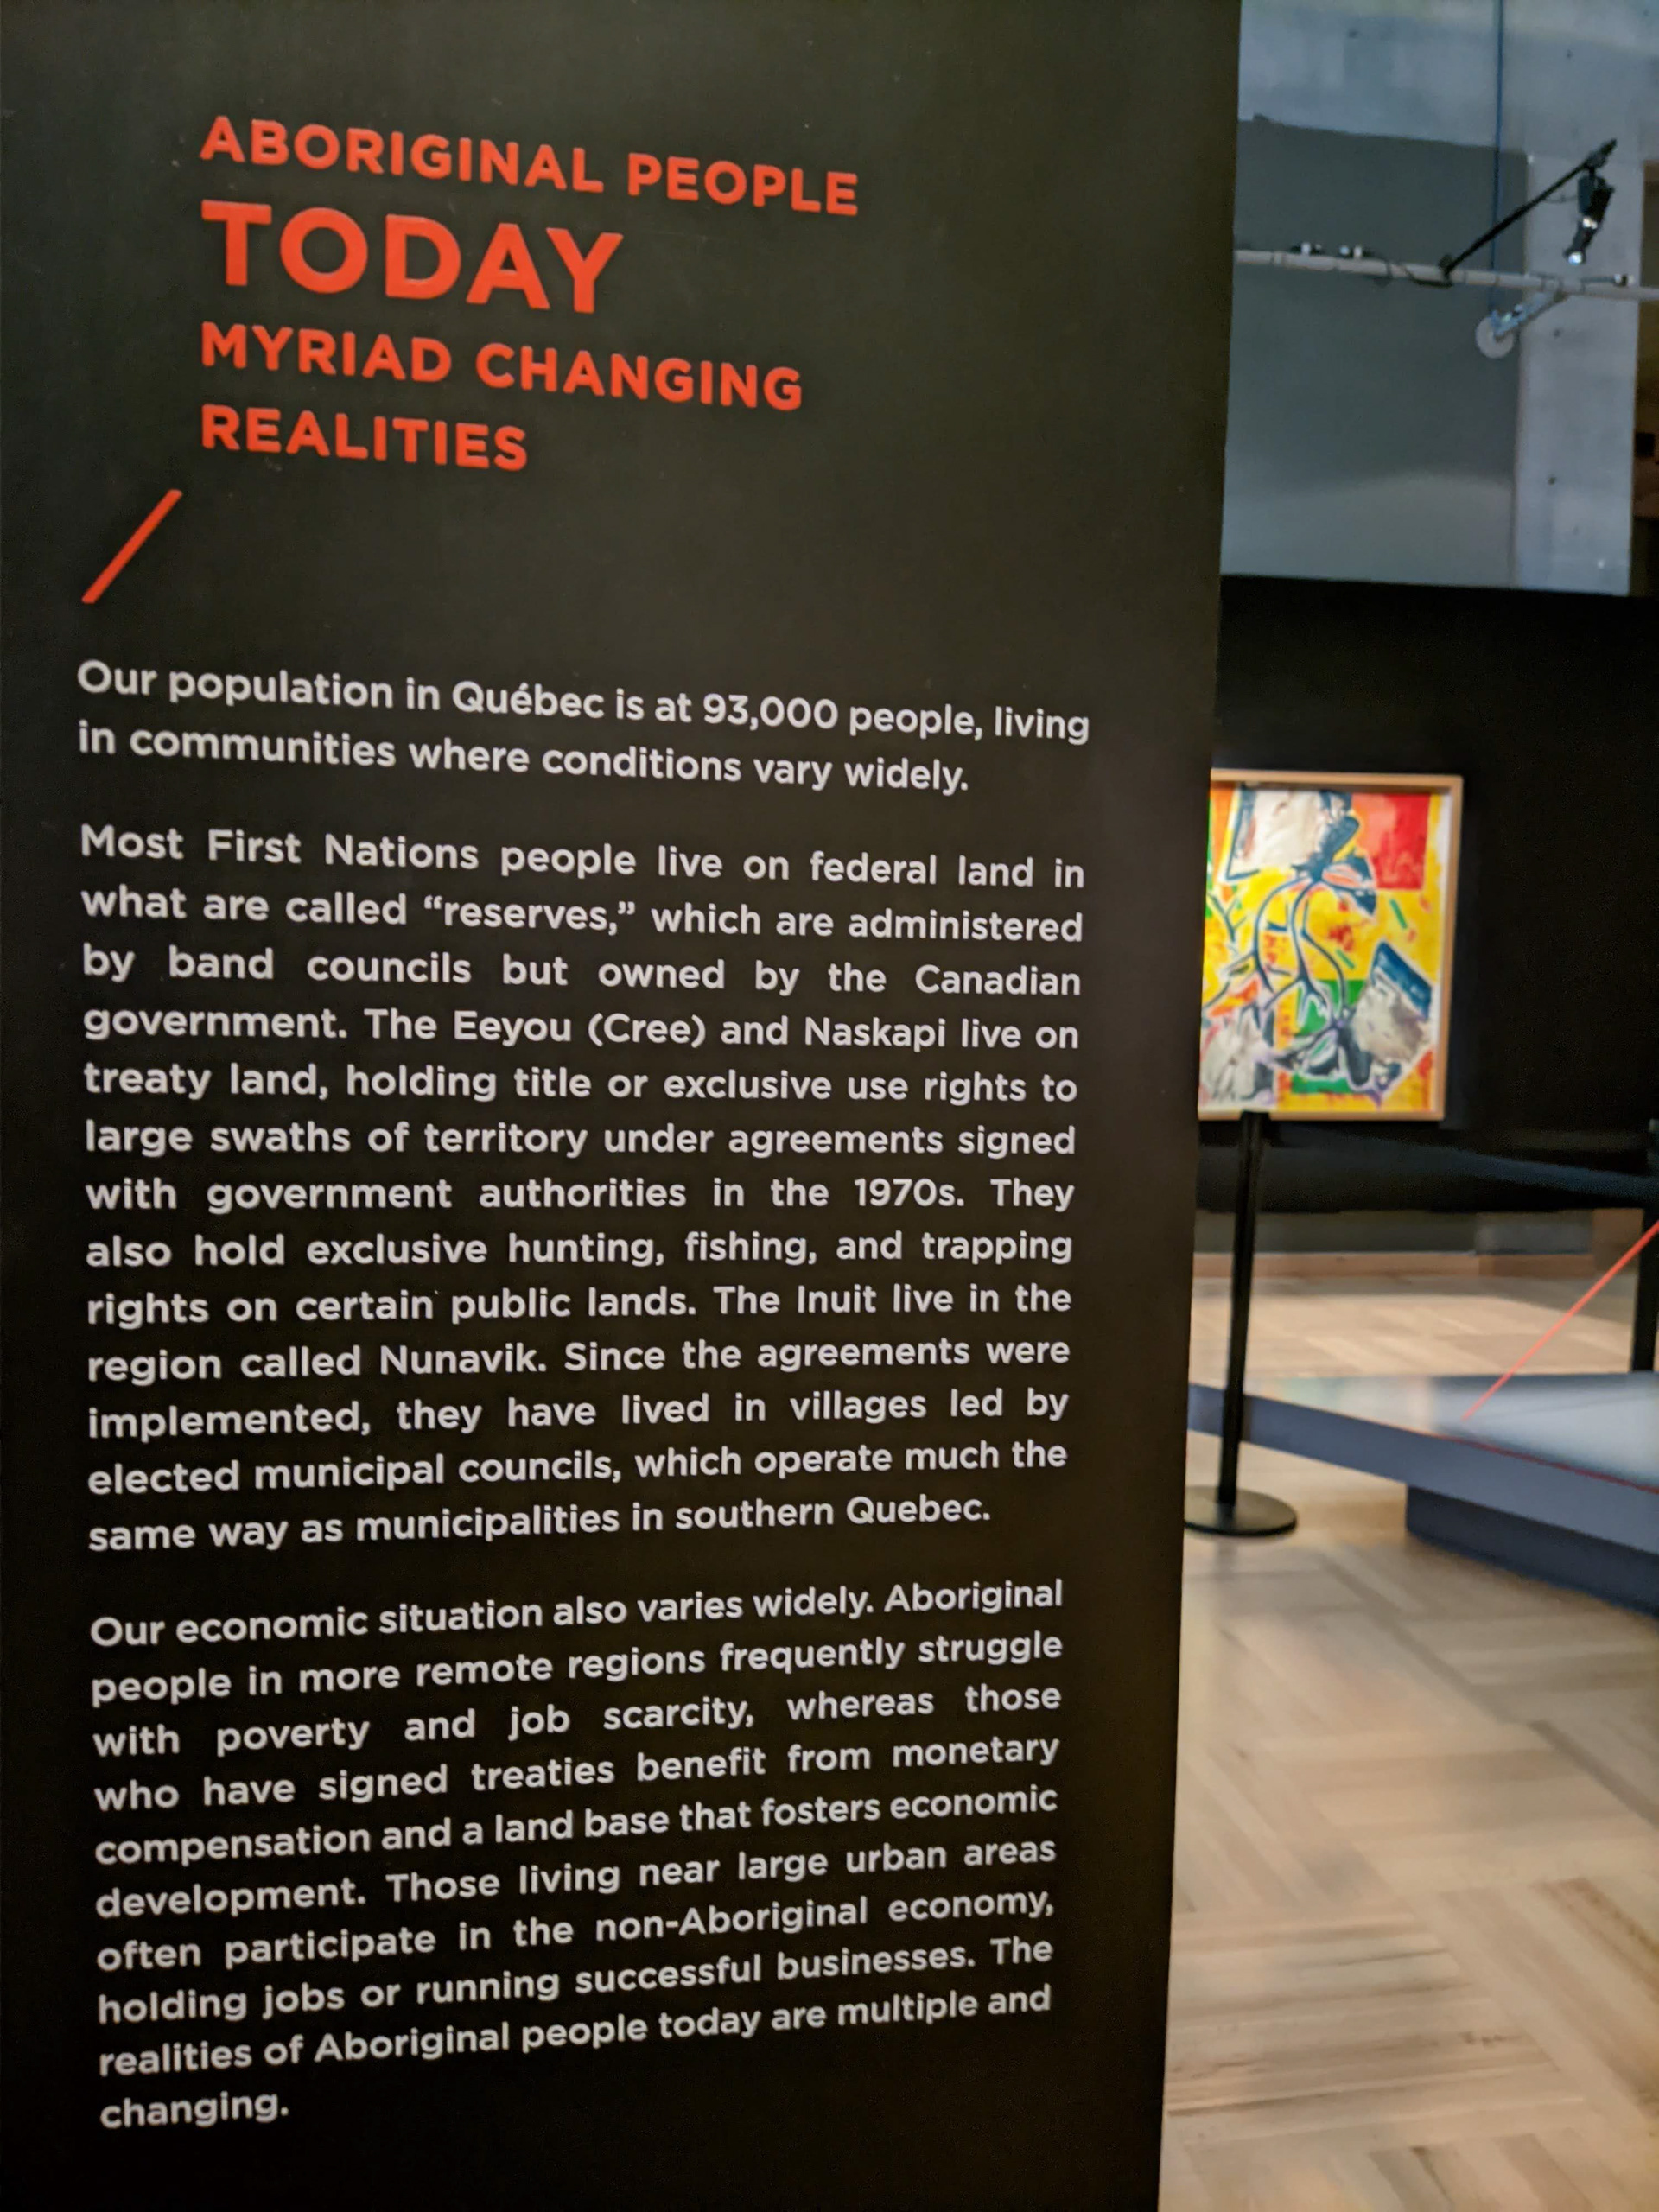 ABORIGINAL PEOPLE
TODAY
MYRIAD CHANGING
REALITIES
Our population in Québec is at 93,000 people, living
in communities where conditions vary widely.
Most First Nations people live on federal land in
what are called “reserves,” which are administered
by band councils but owned by the Canadian
government. The Eeyou (Cree) and Naskapi live on
treaty land, holding title or exclusive use rights to
large swaths of territory under agreements signed
with government authorities in the 1970s. They
also hold exclusive hunting, fishing, and trapping
rights on certain public lands. The Inuit live in the
region called Nunavik. Since the agreements were
implemented, they have lived in villages led by
elected municipal councils, which operate much the
same way as municipalities in southern Quebec.
Our economic situation also varies widely. Aboriginal
people in more remote regions frequently struggle
with poverty and job scarcity, whereas those
who have signed treaties benefit from monetary
compensation and a land base that fosters economic
development. Those living near large urban areas
often participate in the non-Aboriginal economy,
holding jobs or running successful businesses. The
realities of Aboriginal people today are multiple and
changing.